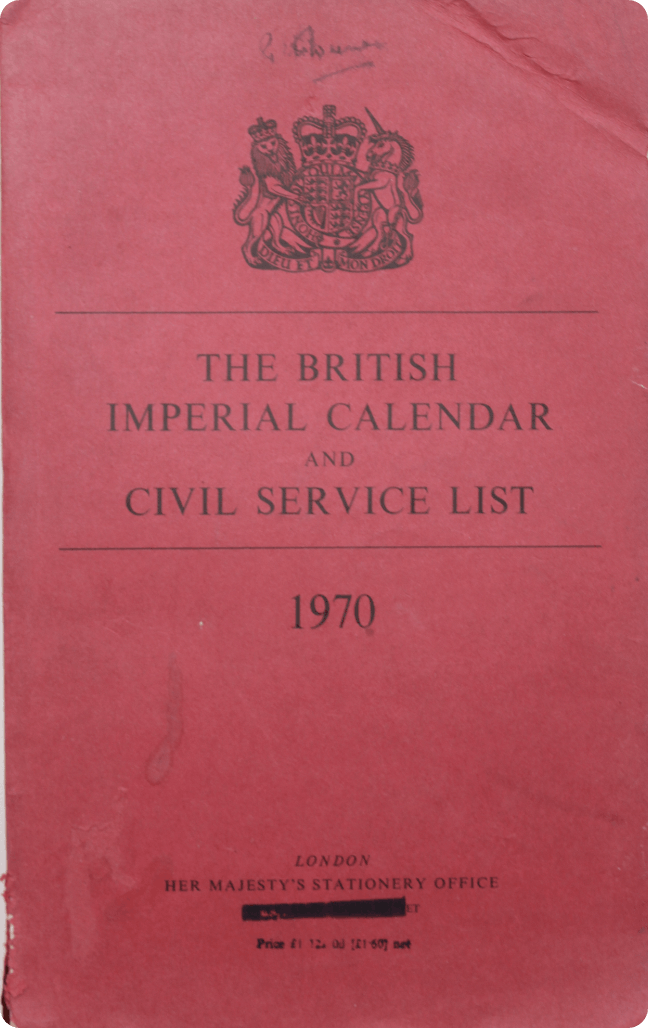 DIEU ET MON DROIT
THE BRITISH
IMPERIAL CALENDAR
AND
CIVIL SERVICE LIST
1970
LONDON
HER MAJESTY'S STATIONERY OFFICE
ET
Price £1 12s 0d [£1·60] net